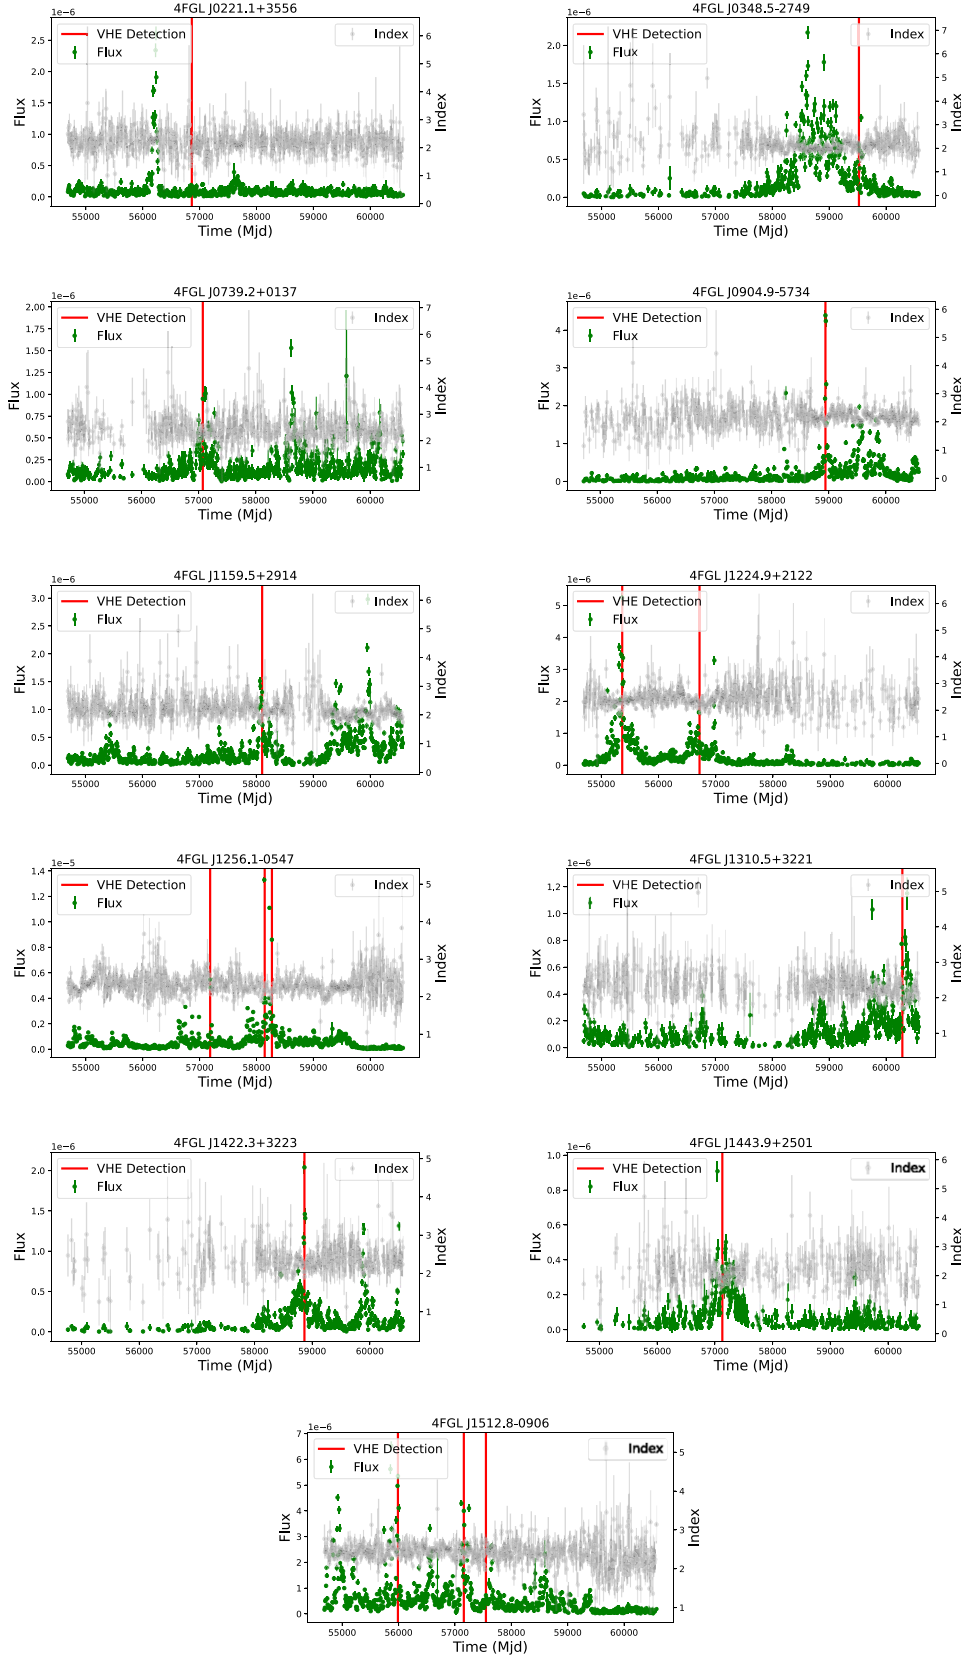 4FGL J0221.1+3556
1e−6
VHE Detection
Flux
Index
2.5
2.0
1.5
1.0
0.5
0.0
6
5
4
3
2
1
0
Flux
Index
55000 56000 57000 58000 59000 60000
Time (Mjd)
4FGL J0348.5-2749
1e−6
VHE Detection
Flux
Index
2.0
1.5
1.0
0.5
0.0
7
6
5
4
3
2
1
0
Flux
Index
55000 56000 57000 58000 59000 60000
Time (Mjd)
4FGL J0739.2+0137
1e−6
VHE Detection
Flux
Index
2.00
1.75
1.50
1.25
1.00
0.75
0.50
0.25
0.00
7
6
5
4
3
2
1
Flux
Index
55000 56000 57000 58000 59000 60000
Time (Mjd)
4FGL J0904.9-5734
1e−6
VHE Detection
Flux
Index
4
3
2
1
0
6
5
4
3
2
1
0
Flux
Index
55000 56000 57000 58000 59000 60000
Time (Mjd)
4FGL J1159.5+2914
1e−6
VHE Detection
Flux
Index
3.0
2.5
2.0
1.5
1.0
0.5
0.0
6
5
4
3
2
1
0
Flux
Index
55000 56000 57000 58000 59000 60000
Time (Mjd)
4FGL J1224.9+2122
1e−6
VHE Detection
Flux
Index
5
4
3
2
1
0
6
5
4
3
2
1
0
Flux
Index
55000 56000 57000 58000 59000 60000
Time (Mjd)
4FGL J1256.1-0547
1e−5
VHE Detection
Flux
Index
1,4
1,2
1,0
0,8
0,6
0,4
0,2
0,0
5
4
3
2
1
Flux
Index
55000 56000 57000 58000 59000 60000
Time (Mjd)
4FGL J1310.5+3221
1e−6
VHE Detection
Flux
Index
1,2
1,0
0,8
0,6
0,4
0,2
0,0
5
4
3
2
1
Flux
Index
55000 56000 57000 58000 59000 60000
Time (Mjd)
4FGL J1422.3+3223
1e−6
VHE Detection
Flux
Index
2.0
1.5
1.0
0.5
0.0
5
4
3
2
1
Flux
Index
55000 56000 57000 58000 59000 60000
Time (Mjd)
4FGL J1443.9+2501
1e−6
VHE Detection
Flux
Index
1.0
0.8
0.6
0.4
0.2
0.0
6
5
4
3
2
1
0
Flux
Index
55000 56000 57000 58000 59000 60000
Time (Mjd)
4FGL J1512.8-0906
1e−6
VHE Detection
Flux
Index
7
6
5
4
3
2
1
0
5
4
3
2
1
Flux
Index
55000 56000 57000 58000 59000 60000
Time (Mjd)